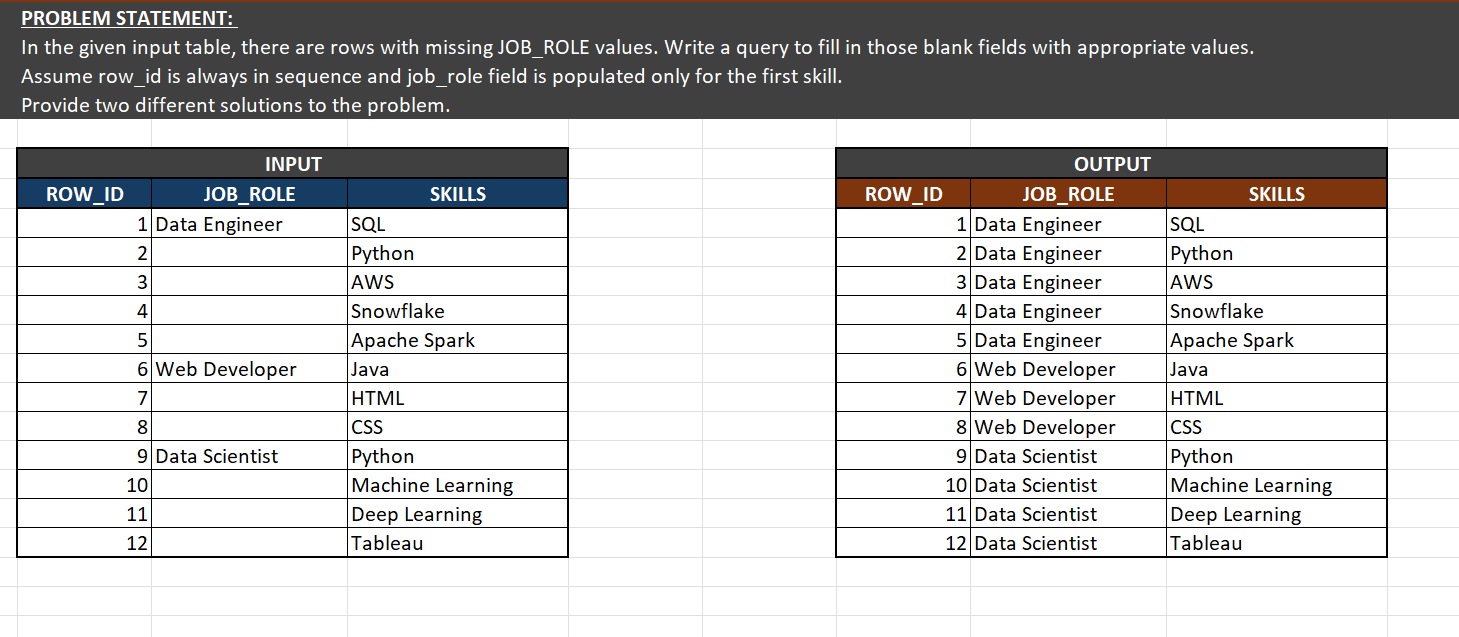 PROBLEM STATEMENT:
In the given input table, there are rows with missing JOB_ROLE values. Write a query to fill in those blank fields with appropriate values.
Assume row_id is always in sequence and job_role field is populated only for the first skill.
Provide two different solutions to the problem.
INPUT
ROW_ID JOB_ROLE SKILLS
1 Data Engineer SQL
2 Python
3 AWS
4 Snowflake
5 Apache Spark
6 Web Developer Java
7 HTML
8 CSS
9 Data Scientist Python
10 Machine Learning
11 Deep Learning
12 Tableau
OUTPUT
ROW_ID JOB_ROLE SKILLS
1 Data Engineer SQL
2 Data Engineer Python
3 Data Engineer AWS
4 Data Engineer Snowflake
5 Data Engineer Apache Spark
6 Web Developer Java
7 Web Developer HTML
8 Web Developer CSS
9 Data Scientist Python
10 Data Scientist Machine Learning
11 Data Scientist Deep Learning
12 Data Scientist Tableau